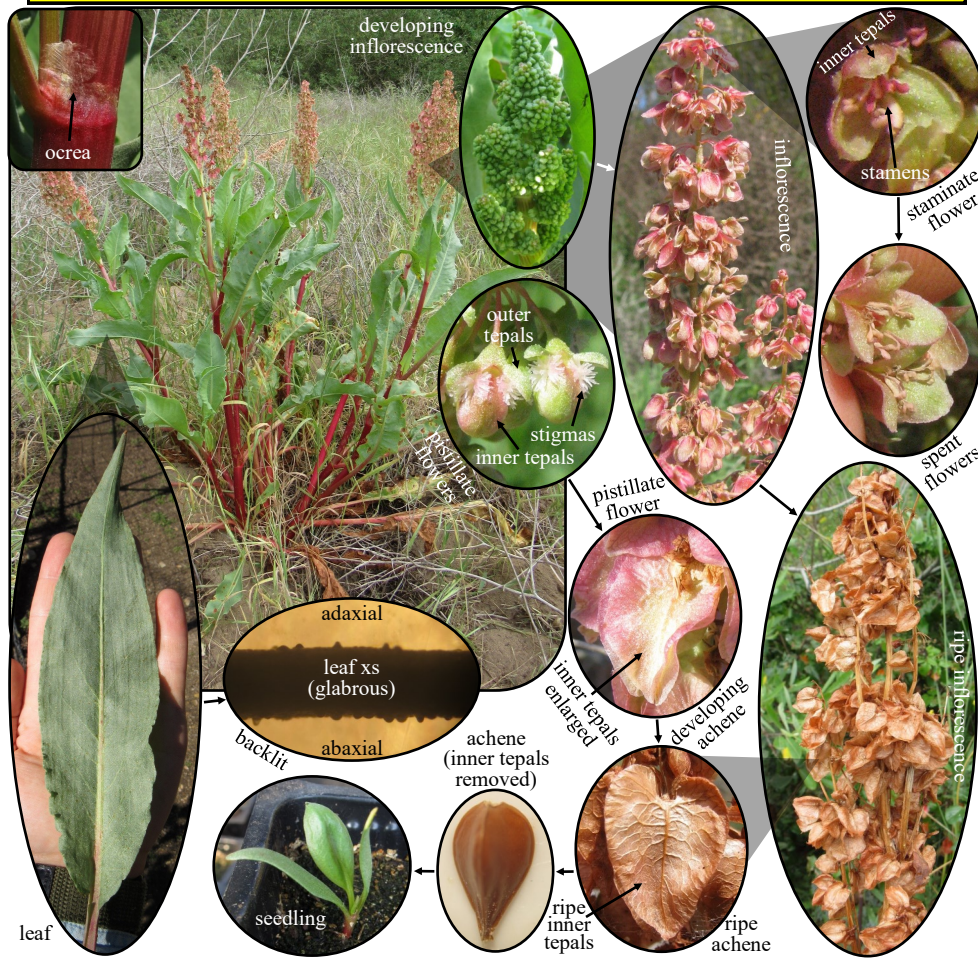 developing
inflorescence
ocrea
inner tepals
stamens
staminate
flower
inflorescence
outer
tepals
stigmas
inner tepals
pistillate
flowers
spent
flowers
pistillate
flower
adaxial
leaf xs
(glabrous)
abaxial
backlit
inner tepals
enlarged
developing
achene
ripe inflorescence
achene
(inner tepals
removed)
seedling
ripe
inner
tepals
ripe
achene
leaf